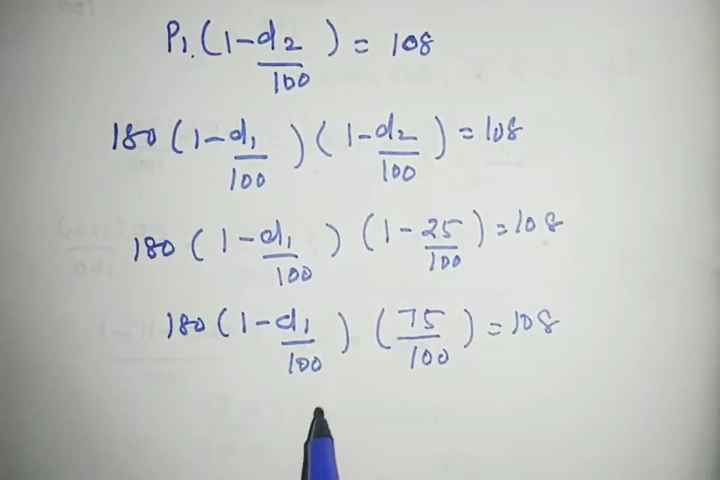 P1.(1-d2/100) = 108
180(1-d1/100)(1-d2/100)=108
180(1-d1/100)(1-25/100)=108
180(1-d1/100)(75/100)=108